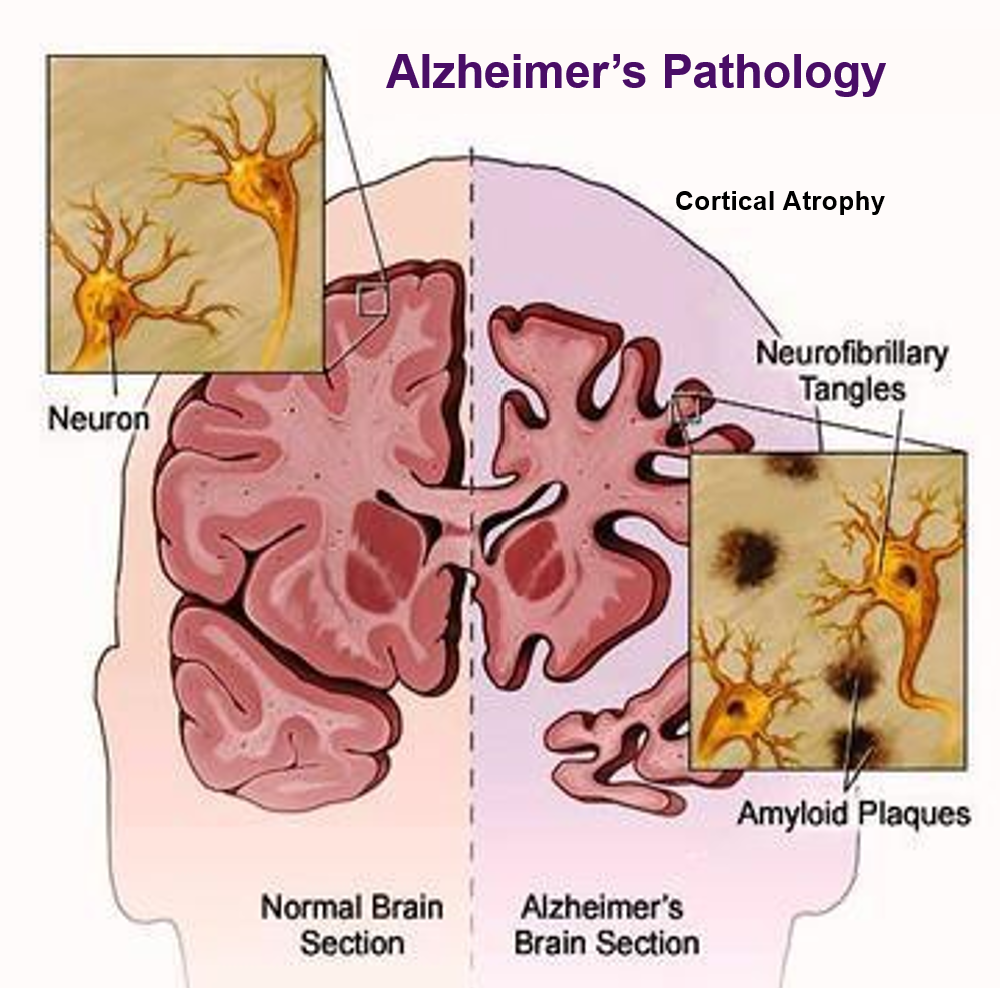 Alzheimer’s Pathology
Cortical Atrophy
Neurofibrillary
Tangles
Neuron
Amyloid Plaques
Normal Brain
Section
Alzheimer’s
Brain Section